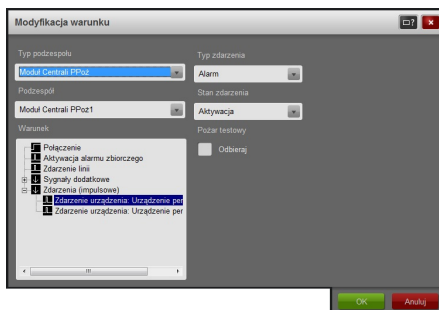 Modyfikacja warunku
?
Typ podzespołu
Moduł Centrali PPoż
Podzespół
Moduł Centrali PPoż1
Warunek
Połączenie
Aktywacja alarmu zbiorczego
Zdarzenie linii
Sygnały dodatkowe
Zdarzenia (impulsowe)
Zdarzenie urządzenia: Urządzenie per
Zdarzenie urządzenia: Urządzenie per
Typ zdarzenia
Alarm
Stan zdarzenia
Aktywacja
Pożar testowy
Odbieraj
OK
Anuluj